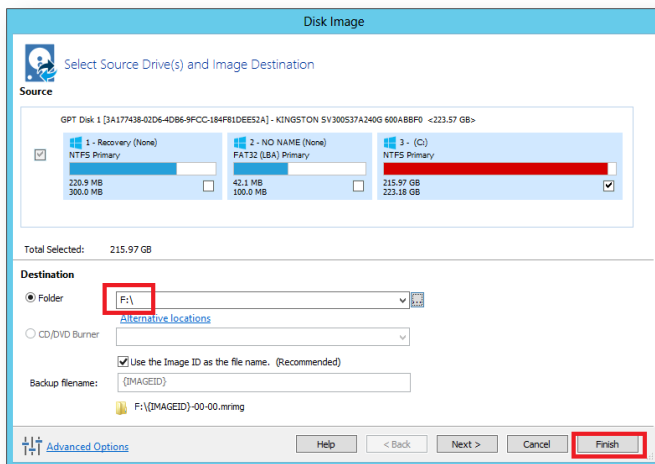 Disk Image
Select Source Drive(s) and Image Destination
Source
GPT Disk 1 [3A177438-02D6-4DB6-9FCC-184F81DEE52A] - KINGSTON SV300S37A240G 600ABBF0 <223.57 GB>
1 - Recovery (None)
NTFS Primary
220.9 MB
300.0 MB
2 - NO NAME (None)
FAT32 (LBA) Primary
42.1 MB
100.0 MB
3 - (C:)
NTFS Primary
215.97 GB
223.18 GB
Total Selected: 215.97 GB
Destination
Folder F:\
Alternative locations
CD/DVD Burner
Use the Image ID as the file name. (Recommended)
Backup filename: {IMAGEID}
F:\{IMAGEID}-00-00.mrimg
Advanced Options Help < Back Next > Cancel Finish